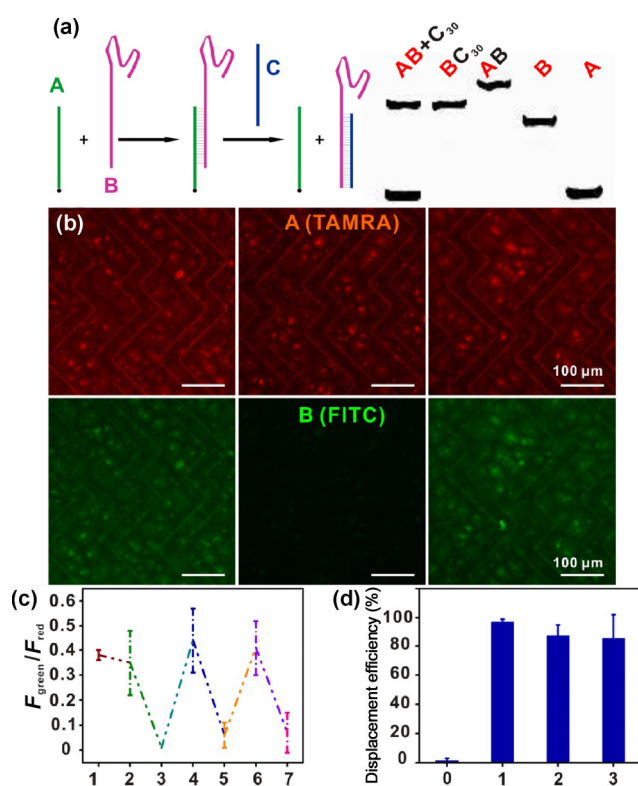 (a)
A
+
B
C
+
AB+C30
BC30
AB
B
A
(b)
A (TAMRA)
100 μm
B (FITC)
100 μm
(c)
Fgreen/Fred
0.6
0.5
0.4
0.3
0.2
0.1
0
1 2 3 4 5 6 7
(d)
Displacement efficiency (%)
100
80
60
40
20
0
0 1 2 3